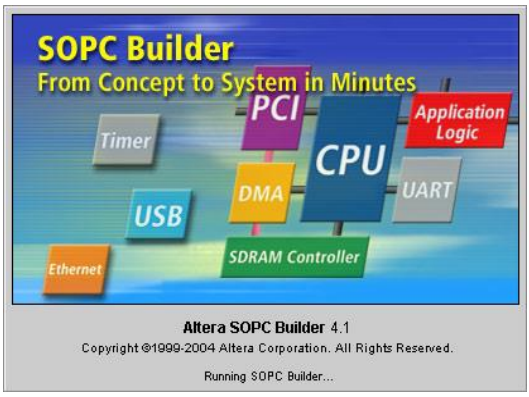 SOPC Builder
From Concept to System in Minutes
PCI
Application
Logic
Timer
CPU
DMA
UART
USB
SDRAM Controller
Ethernet
Altera SOPC Builder 4.1
Copyright ©1999-2004 Altera Corporation. All Rights Reserved.
Running SOPC Builder...